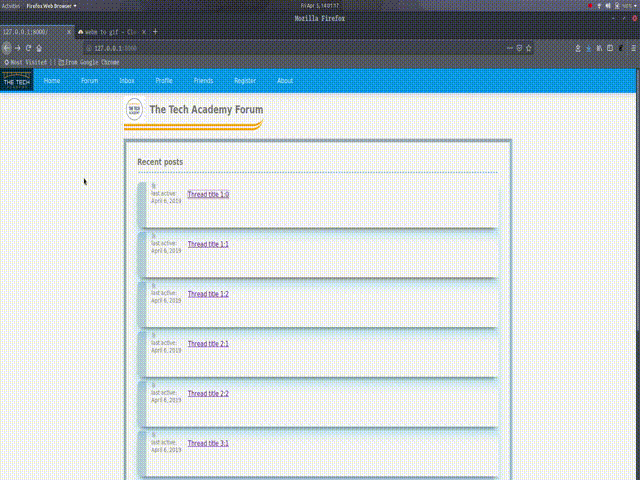 Activities Firefox Web Browser ▾ Fri Apr 5, 14:01:17
Mozilla Firefox
127.0.0.1:8000/ × webm to gif - Clo × +
127.0.0.1:8000
Most Visited from Google Chrome
THE TECH Home Forum Inbox Profile Friends Register About
THE TECH The Tech Academy Forum
Recent posts
last active: Thread title 1:0
April 6, 2019
last active: Thread title 1:1
April 6, 2019
last active: Thread title 1:2
April 6, 2019
last active: Thread title 2:1
April 6, 2019
last active: Thread title 2:2
April 6, 2019
last active: Thread title 3:1
April 6, 2019